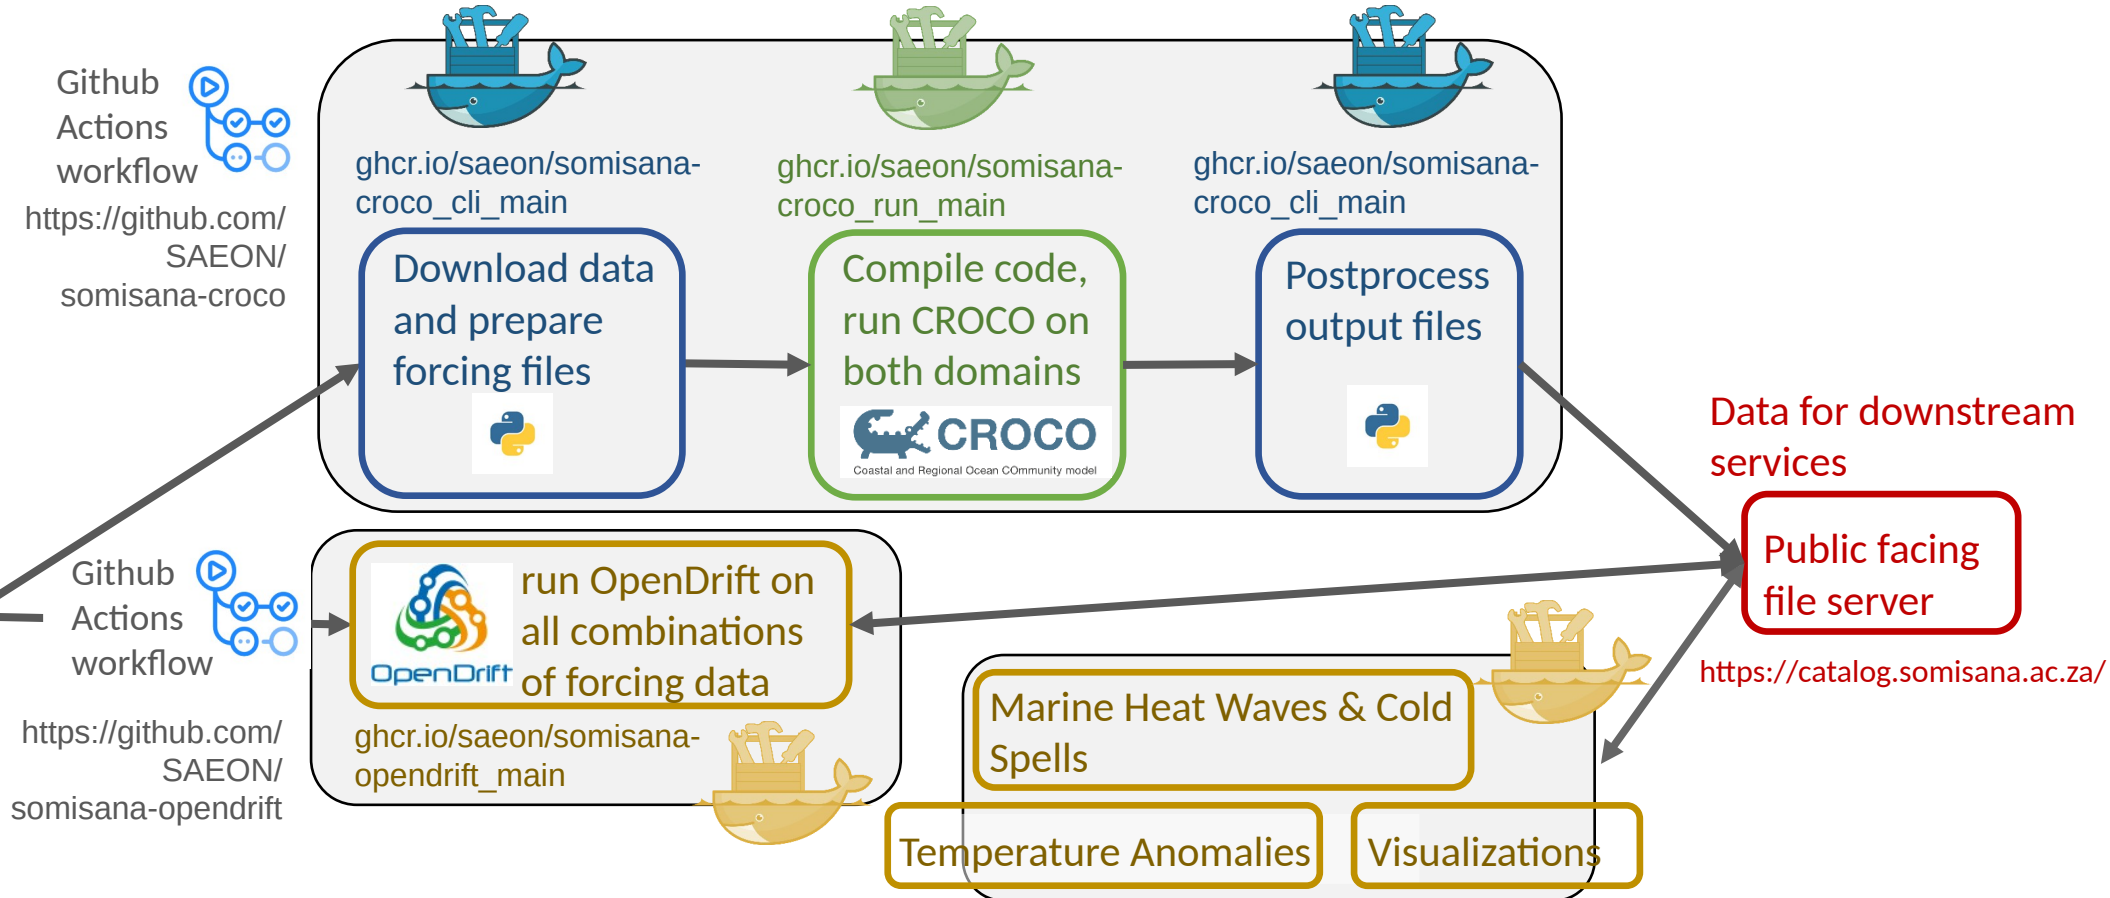 Github
Actions
workflow
https://github.com/
SAEON/
somisana-croco
ghcr.io/saeon/somisana-
croco_cli_main
Download data
and prepare
forcing files
ghcr.io/saeon/somisana-
croco_run_main
Compile code,
run CROCO on
both domains
CROCO
Coastal and Regional Ocean COmmunity model
ghcr.io/saeon/somisana-
croco_cli_main
Postprocess
output files
Data for downstream
services
Public facing
file server
https://catalog.somisana.ac.za/
Github
Actions
workflow
https://github.com/
SAEON/
somisana-opendrift
OpenDrift
run OpenDrift on
all combinations
of forcing data
ghcr.io/saeon/somisana-
opendrift_main
Marine Heat Waves & Cold
Spells
Temperature Anomalies
Visualizations